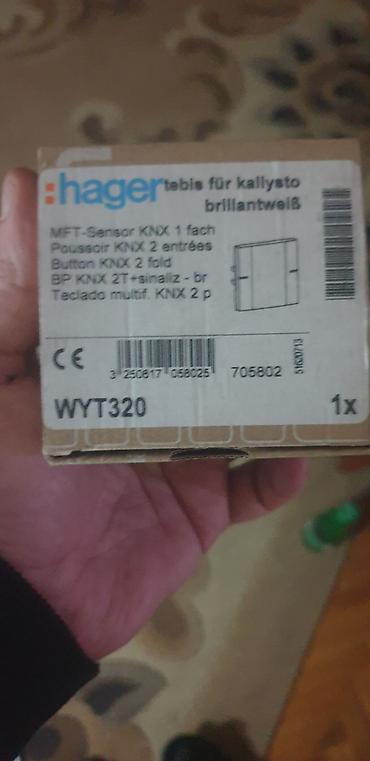 :hager tebis für kallysto
brillantweiß
MFT-Sensor KNX 1 fach
Poussoir KNX 2 entrées
Button KNX 2 fold
BP KNX 2T+sinaliz - br
Teclado multif. KNX 2 p
CE
3 250617 058025
705802
51620713
WYT320
1x